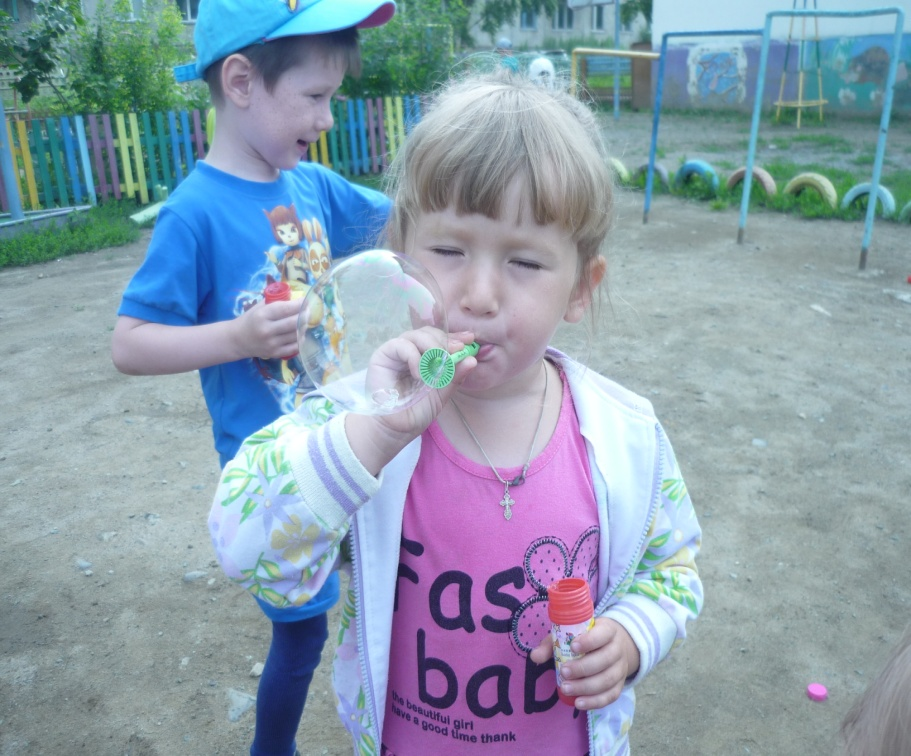 Fas
bab
the beautiful girl
have a good time thank